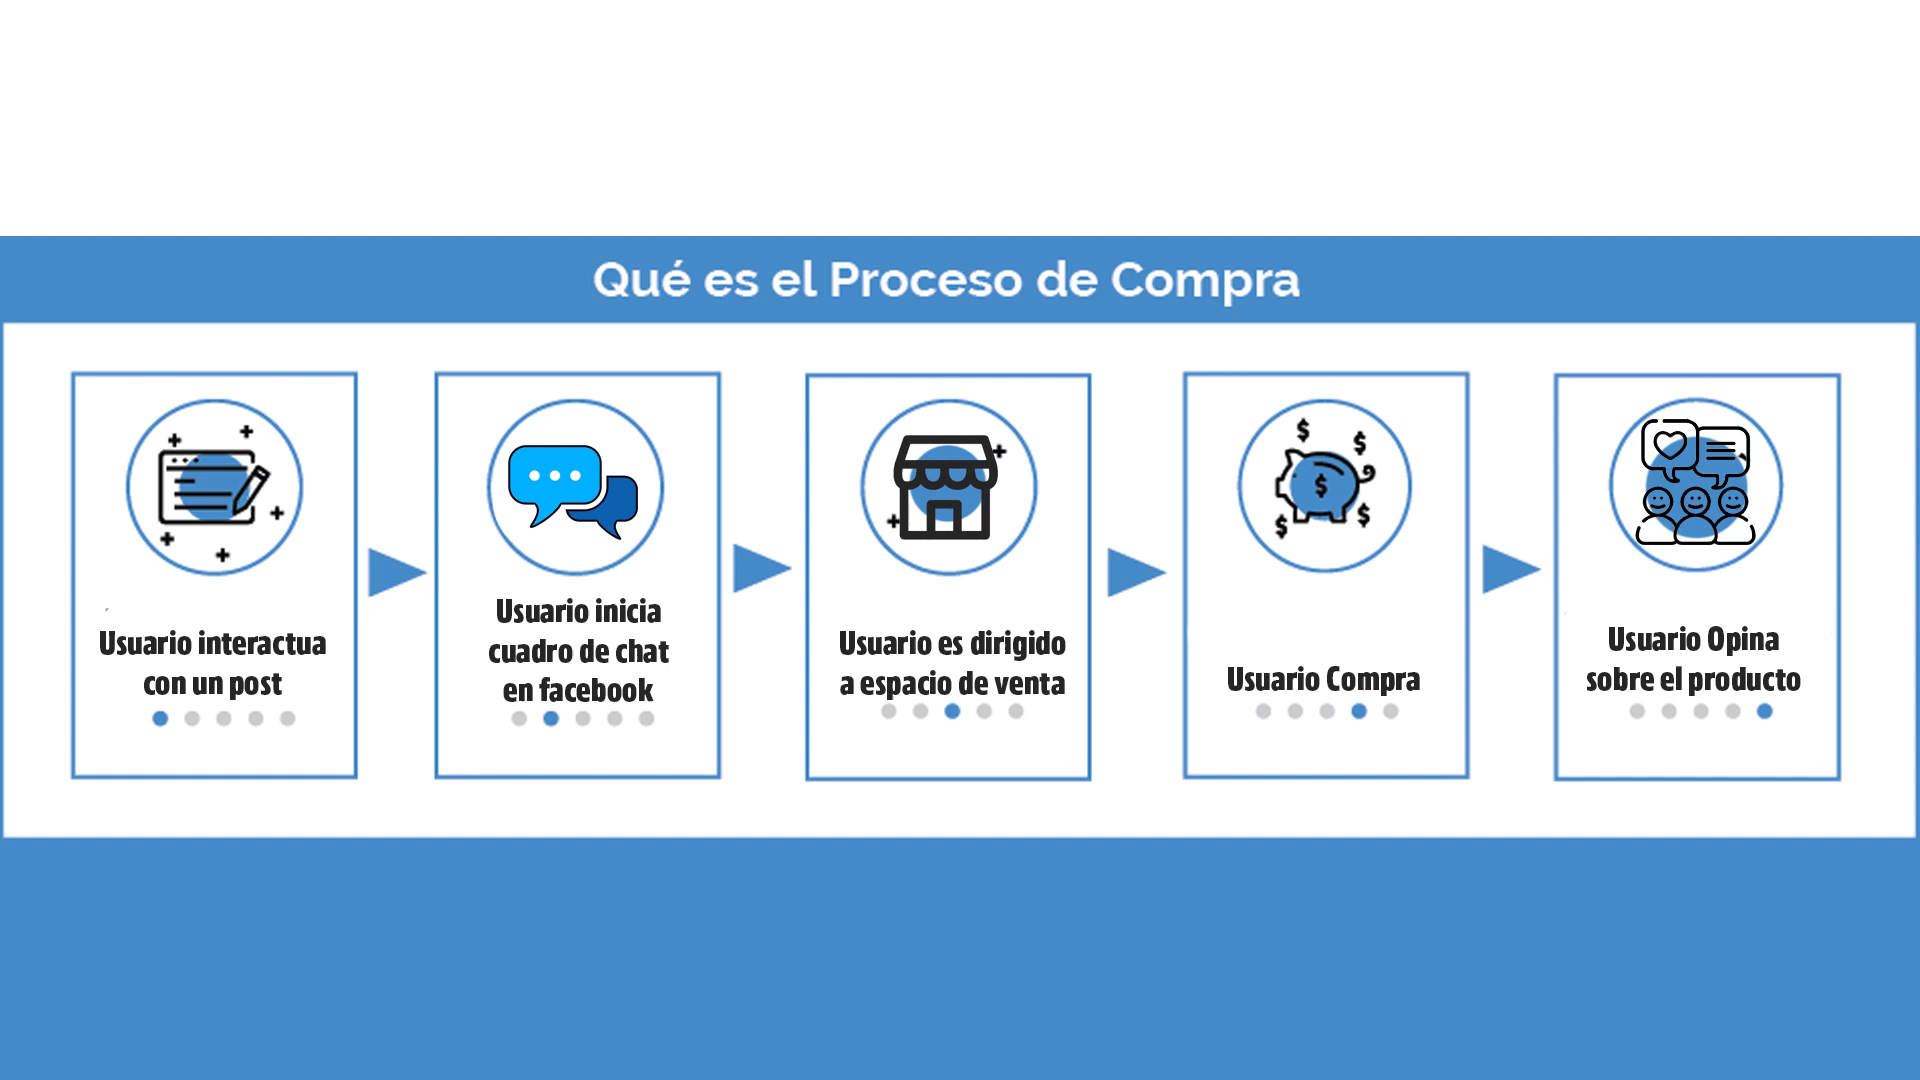 Qué es el Proceso de Compra
Usuario interactua
con un post
Usuario inicia
cuadro de chat
en facebook
Usuario es dirigido
a espacio de venta
$ $
$
$ $
Usuario Compra
Usuario Opina
sobre el producto